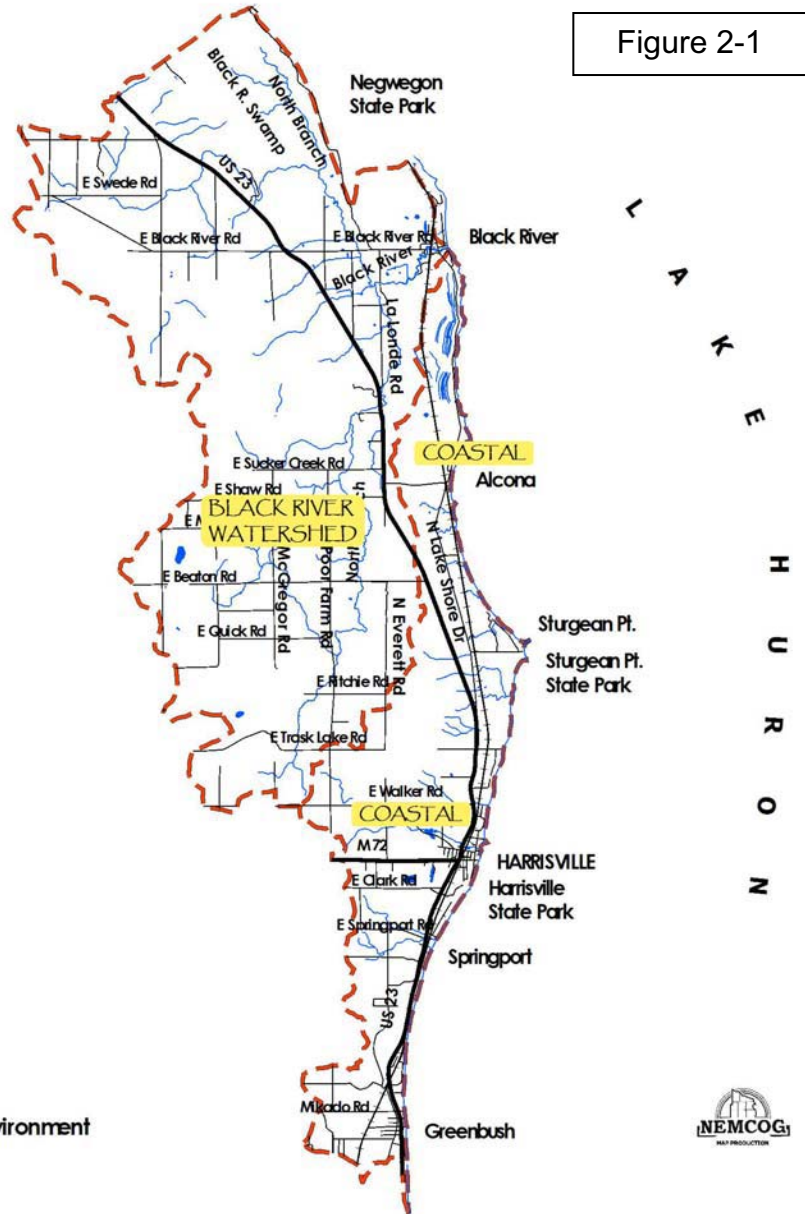 Figure 2-1
Negwegon
State Park
North Branch
Black R. Swamp
US 23
E Swede Rd
E Black River Rd
E Black River Rd
Black River
Black River
La Londe Rd
L A K E H U R O N
COASTAL
Alcona
E Sucker Creek Rd
E Shaw Rd
BLACK RIVER
WATERSHED
E Beaton Rd
McGregor Rd
Poor Farm Rd
N Everett Rd
N Lake Shore Dr
E Quick Rd
E Ritchie Rd
Sturgean Pt.
Sturgean Pt.
State Park
E Trask Lake Rd
E Walker Rd
COASTAL
M 72
HARRISVILLE
Harrisville
State Park
E Clark Rd
E Springport Rd
Springport
US 23
Mikado Rd
Greenbush
vironment
NEMCOG
MAP PRODUCTION